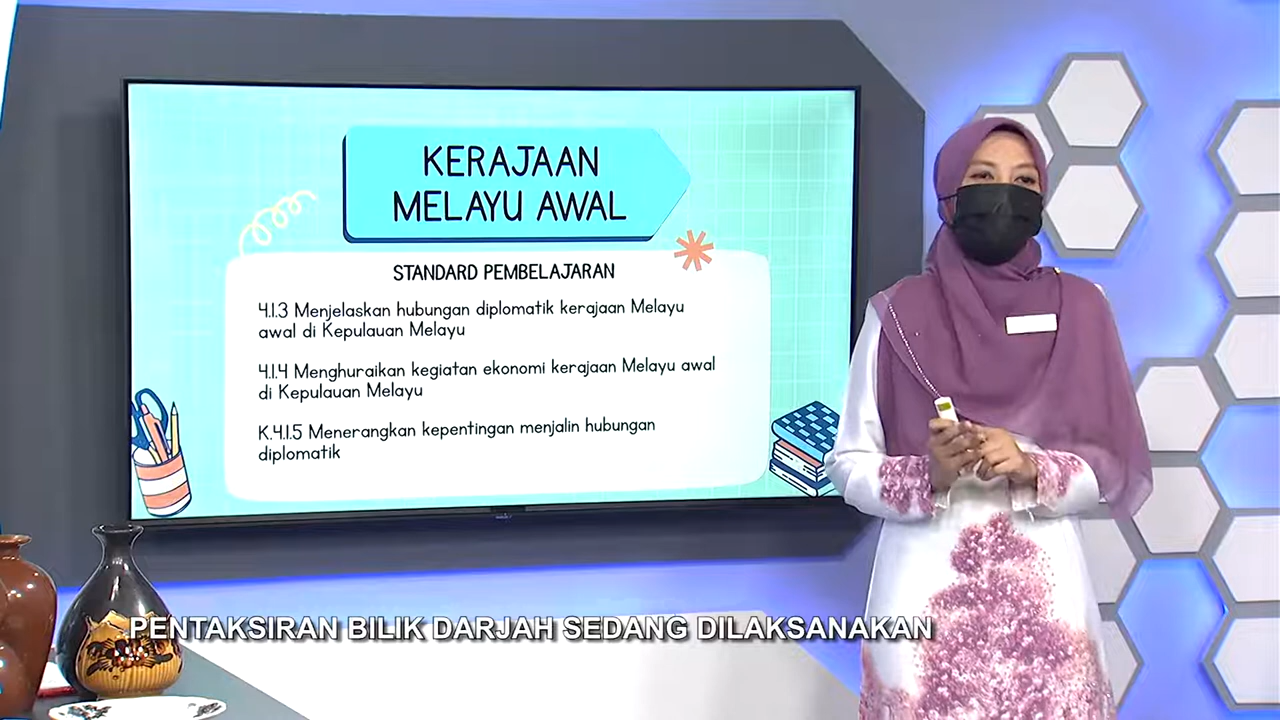 KERAJAAN
MELAYU AWAL
STANDARD PEMBELAJARAN
4.1.3 Menjelaskan hubungan diplomatik kerajaan Melayu
awal di Kepulauan Melayu
4.1.4 Menghuraikan kegiatan ekonomi kerajaan Melayu awal
di Kepulauan Melayu
K.4.1.5 Menerangkan kepentingan menjalin hubungan
diplomatik
PENTAKSIRAN BILIK DARJAH SEDANG DILAKSANAKAN